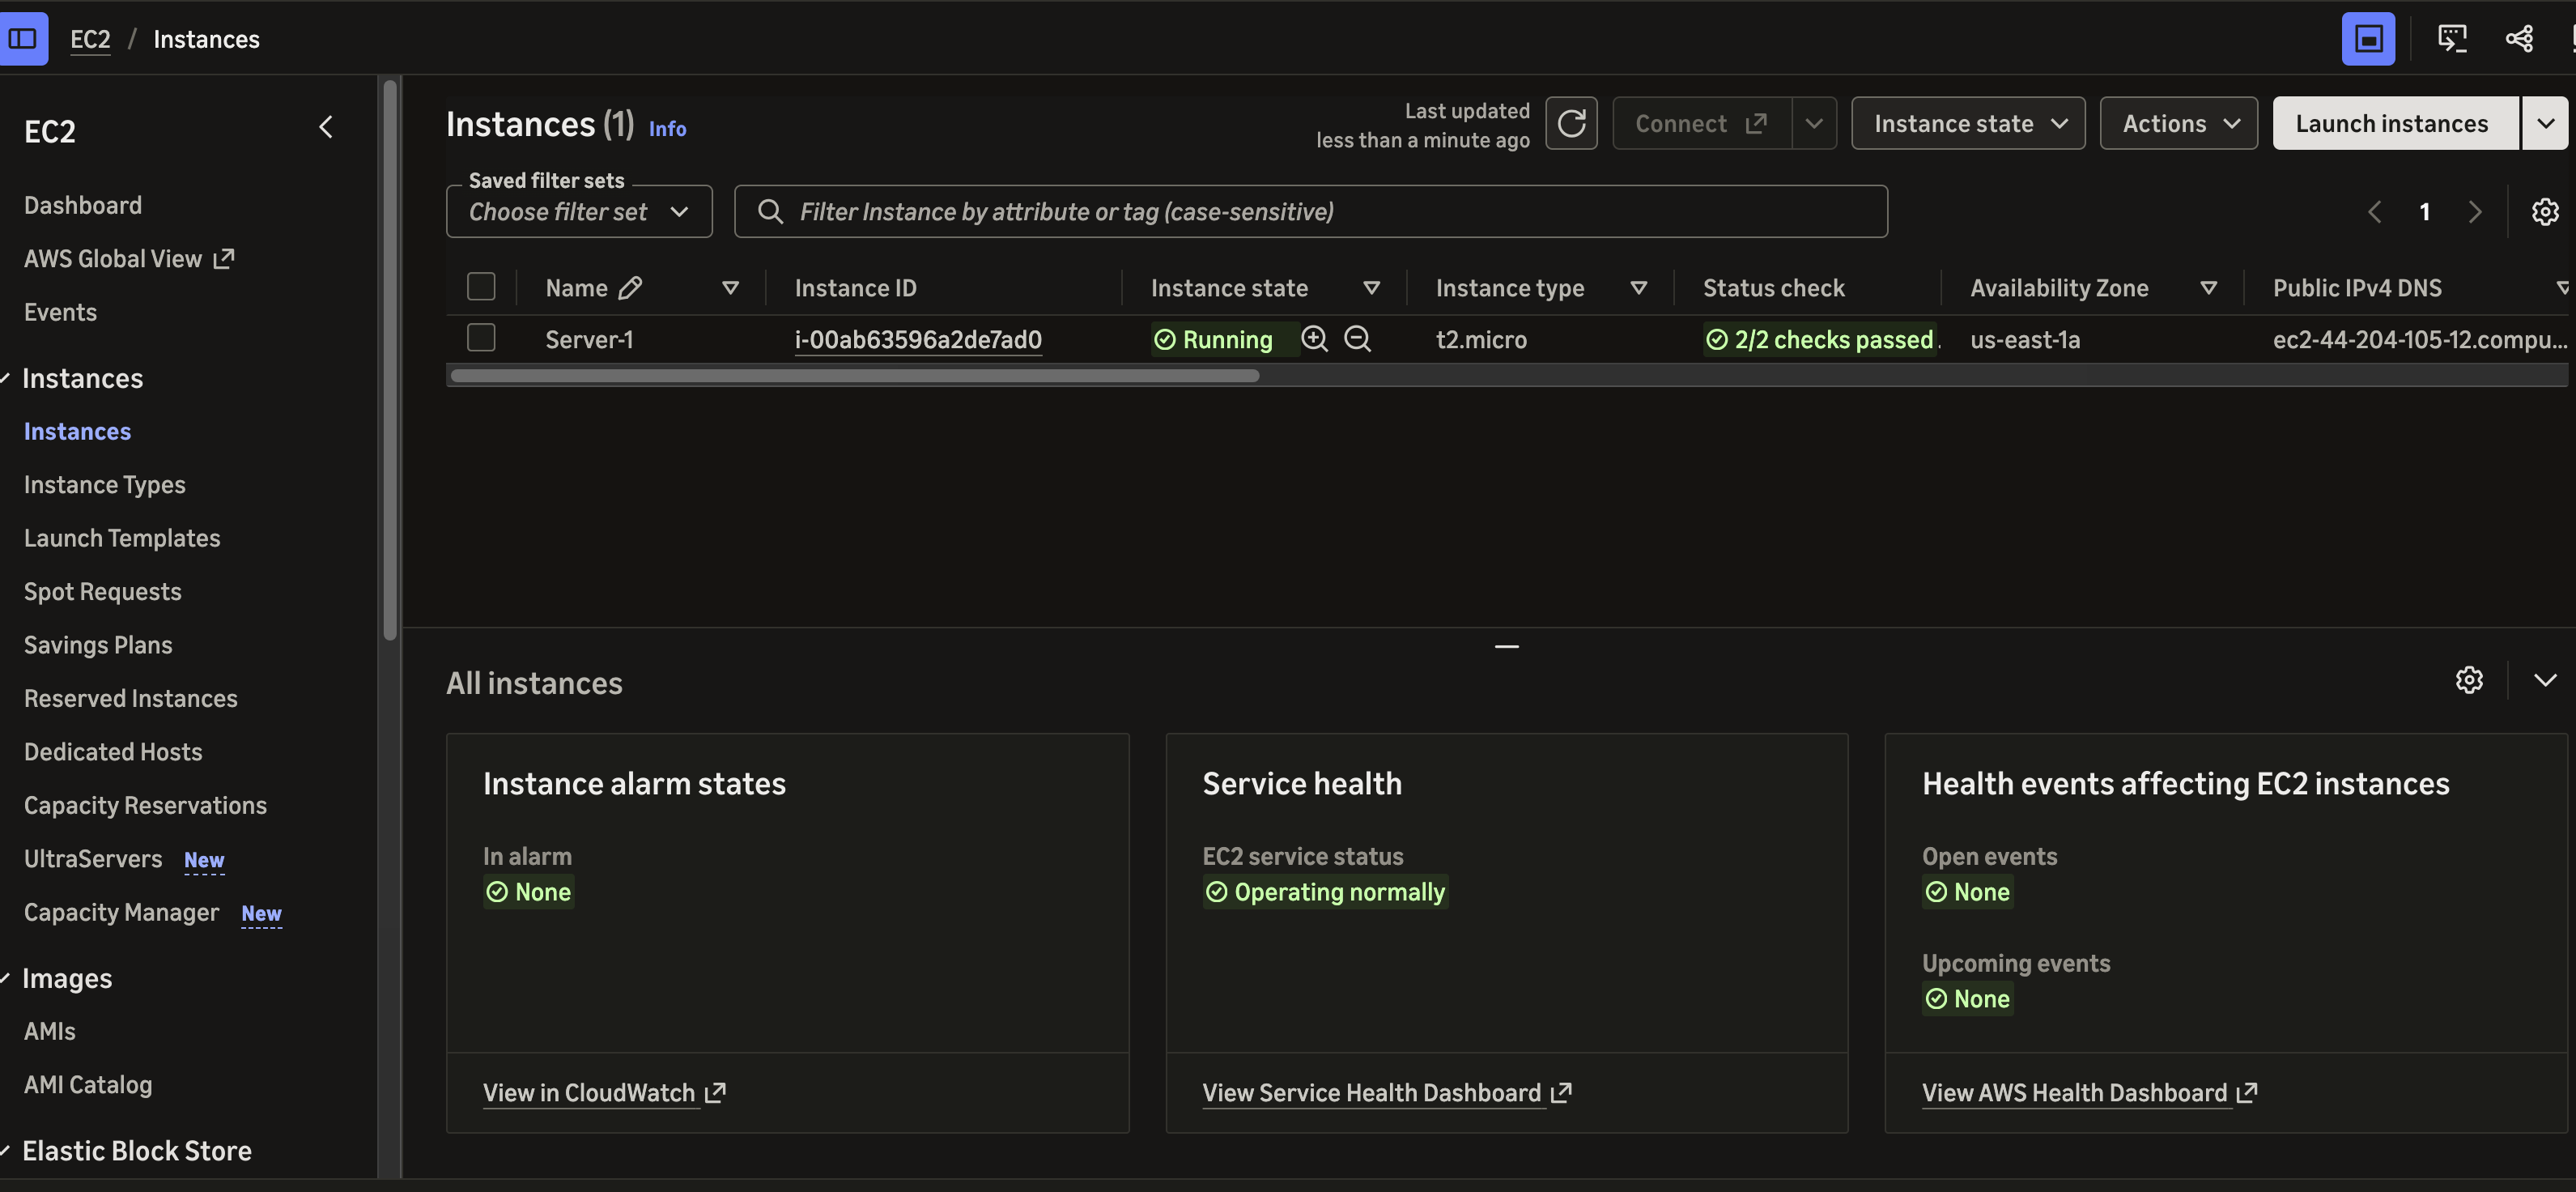 EC2 / Instances
EC2
Dashboard
AWS Global View
Events
Instances
Instances
Instance Types
Launch Templates
Spot Requests
Savings Plans
Reserved Instances
Dedicated Hosts
Capacity Reservations
UltraServers New
Capacity Manager New
Images
AMIs
AMI Catalog
Elastic Block Store
Instances (1) Info
Last updated
less than a minute ago
Connect
Instance state
Actions
Launch instances
Saved filter sets
Choose filter set
Filter Instance by attribute or tag (case-sensitive)
1
Name Instance ID Instance state Instance type Status check Availability Zone Public IPv4 DNS
Server-1 i-00ab63596a2de7ad0 Running t2.micro 2/2 checks passed us-east-1a ec2-44-204-105-12.compu...
All instances
Instance alarm states
In alarm
None
View in CloudWatch
Service health
EC2 service status
Operating normally
View Service Health Dashboard
Health events affecting EC2 instances
Open events
None
Upcoming events
None
View AWS Health Dashboard